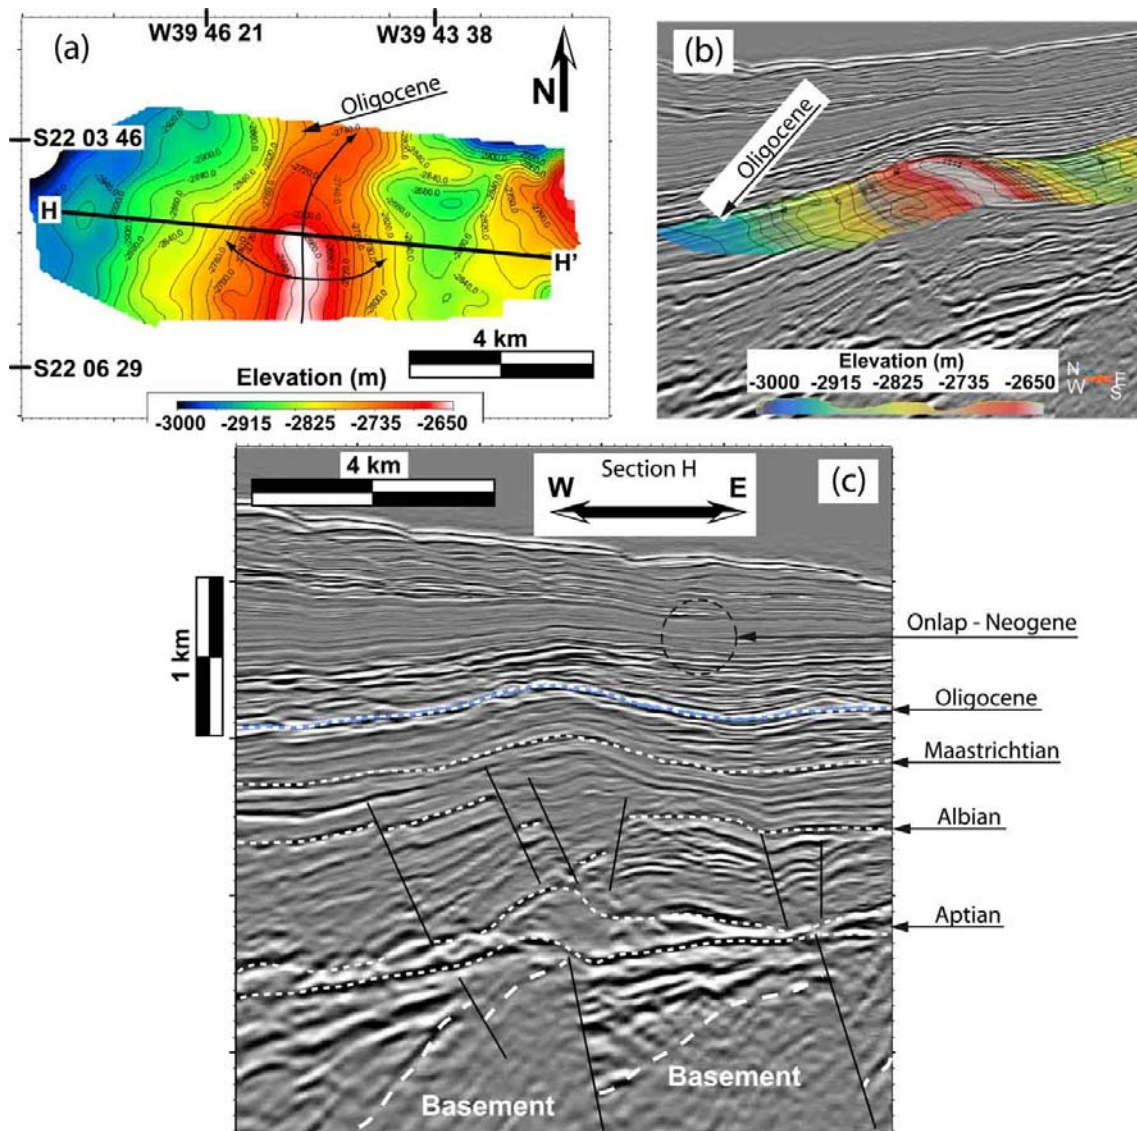 (a)
W39 46 21
W39 43 38
N
Oligocene
S22 03 46
H
H'
S22 06 29
4 km
Elevation (m)
-3000 -2915 -2825 -2735 -2650
(b)
Oligocene
Elevation (m)
-3000 -2915 -2825 -2735 -2650
N
W
E
S
4 km
Section H
W E
(c)
1 km
Onlap - Neogene
Oligocene
Maastrichtian
Albian
Aptian
Basement
Basement